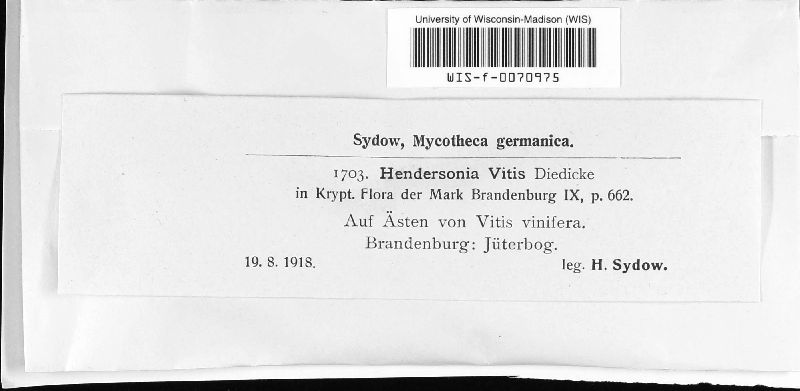 University of Wisconsin-Madison (WIS)
WIS-f-0070975
Sydow, Mycotheca germanica.
1703. Hendersonia Vitis Diedicke
in Krypt. Flora der Mark Brandenburg IX, p. 662.
Auf Ästen von Vitis vinifera.
Brandenburg: Jüterbog.
19. 8. 1918. leg. H. Sydow.